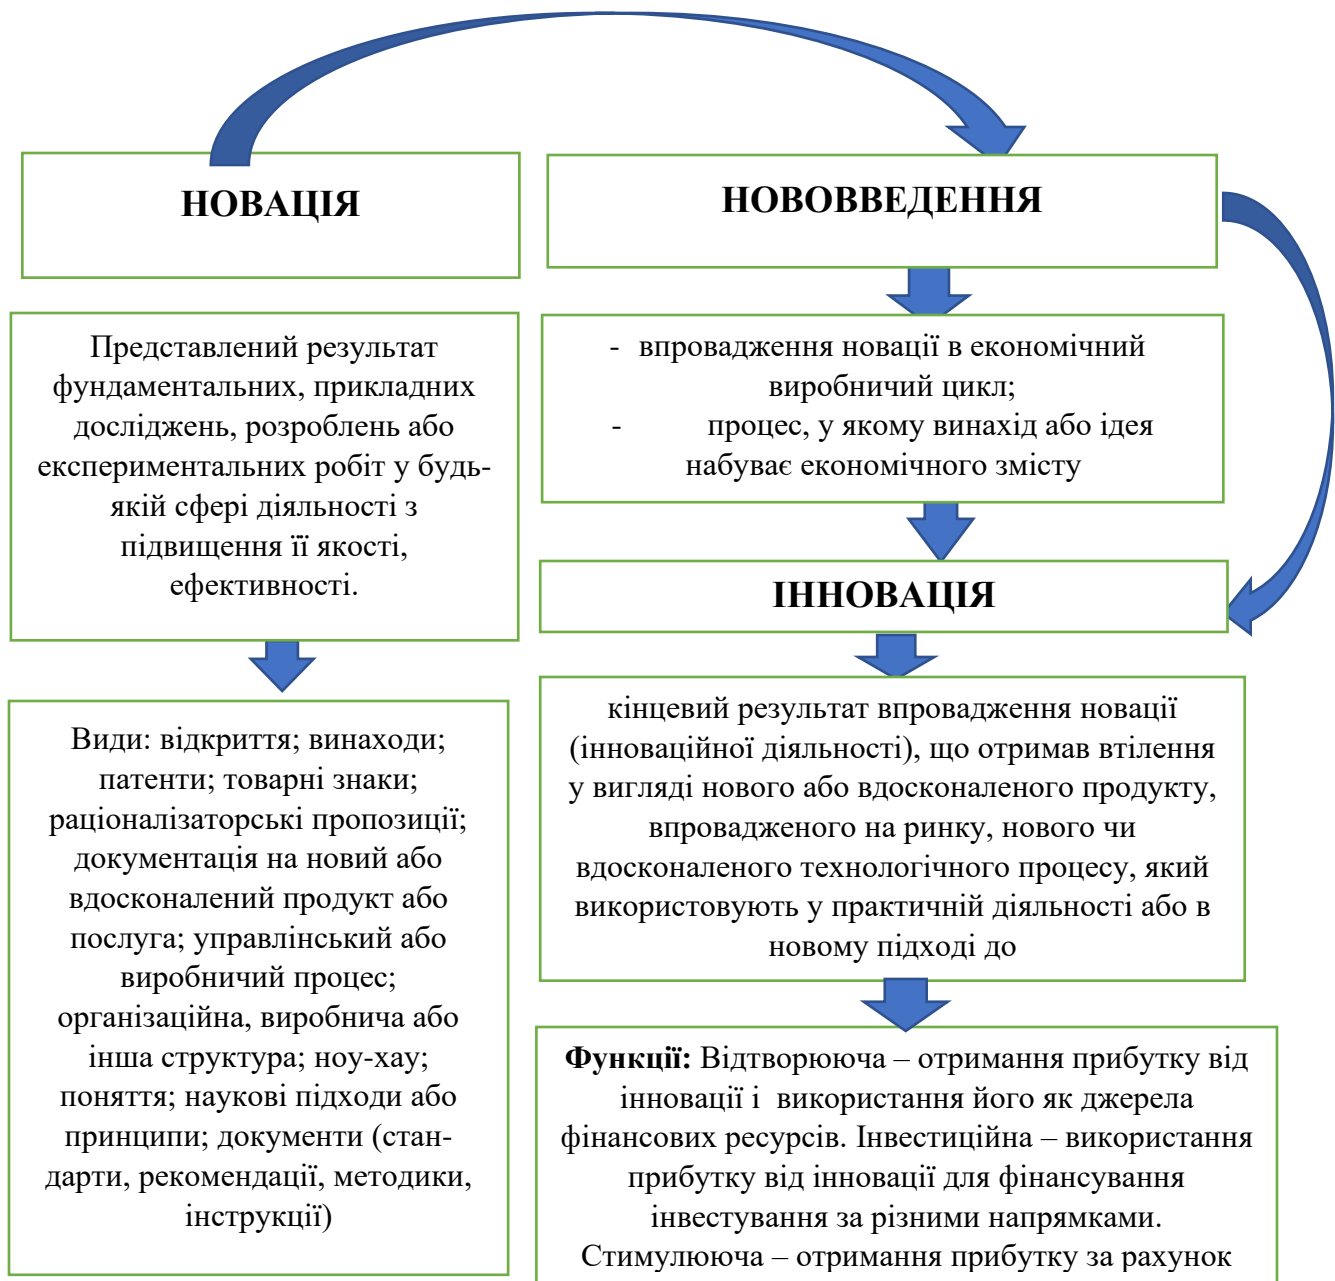 НОВАЦІЯ
Представлений результат
фундаментальних, прикладних
досліджень, розроблень або
експериментальних робіт у будь-
якій сфері діяльності з
підвищення її якості,
ефективності.
Види: відкриття; винаходи;
патенти; товарні знаки;
раціоналізаторські пропозиції;
документація на новий або
вдосконалений продукт або
послуга; управлінський або
виробничий процес;
організаційна, виробнича або
інша структура; ноу-хау;
поняття; наукові підходи або
принципи; документи (стан-
дарти, рекомендації, методики,
інструкції)
НОВОВВЕДЕННЯ
- впровадження новації в економічний
виробничий цикл;
- процес, у якому винахід або ідея
набуває економічного змісту
ІННОВАЦІЯ
кінцевий результат впровадження новації
(інноваційної діяльності), що отримав втілення
у вигляді нового або вдосконаленого продукту,
впровадженого на ринку, нового чи
вдосконаленого технологічного процесу, який
використовують у практичній діяльності або в
новому підході до
Функції: Відтворююча – отримання прибутку від
інновації і використання його як джерела
фінансових ресурсів. Інвестиційна – використання
прибутку від інновації для фінансування
інвестування за різними напрямками.
Стимулююча – отримання прибутку за рахунок